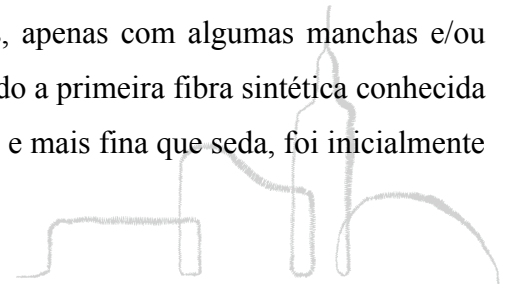 , apenas com algumas manchas e/ou
do a primeira fibra sintética conhecida
e mais fina que seda, foi inicialmente